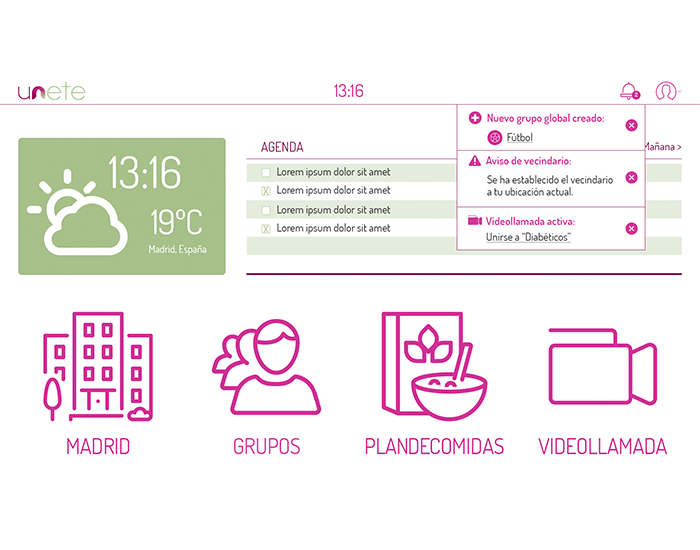 unete
13:16
2
Nuevo grupo global creado:
Fútbol
Aviso de vecindario:
Se ha establecido el vecindario
a tu ubicación actual.
Videollamada activa:
Unirse a "Diabéticos"
13:16
19ºC
Madrid, España
AGENDA
Mañana >
Lorem ipsum dolor sit amet
Lorem ipsum dolor sit amet
Lorem ipsum dolor sit amet
Lorem ipsum dolor sit amet
MADRID
GRUPOS
PLANDECOMIDAS
VIDEOLLAMADA